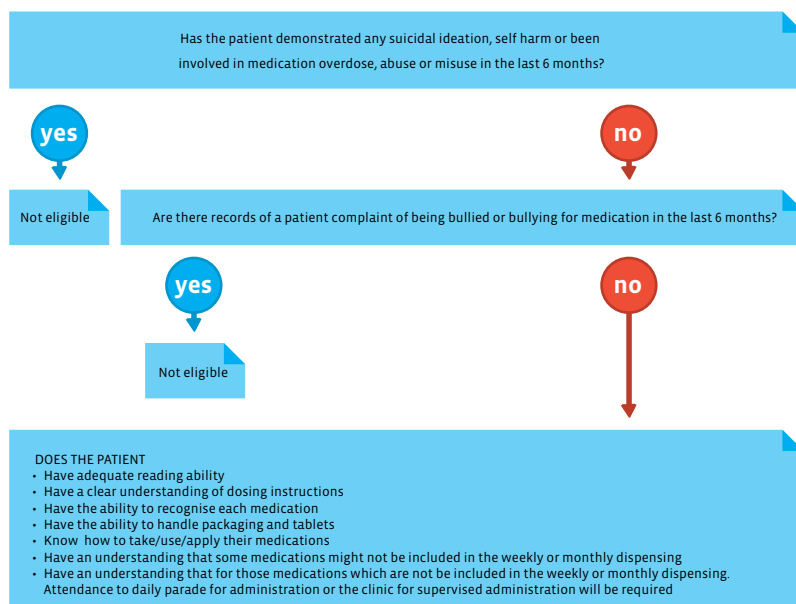 Has the patient demonstrated any suicidal ideation, self harm or been
involved in medication overdose, abuse or misuse in the last 6 months?
yes
no
Not eligible
Are there records of a patient complaint of being bullied or bullying for medication in the last 6 months?
yes
no
Not eligible
DOES THE PATIENT
• Have adequate reading ability
• Have a clear understanding of dosing instructions
• Have the ability to recognise each medication
• Have the ability to handle packaging and tablets
• Know how to take/use/apply their medications
• Have an understanding that some medications might not be included in the weekly or monthly dispensing
• Have an understanding that for those medications which are not be included in the weekly or monthly dispensing.
Attendance to daily parade for administration or the clinic for supervised administration will be required